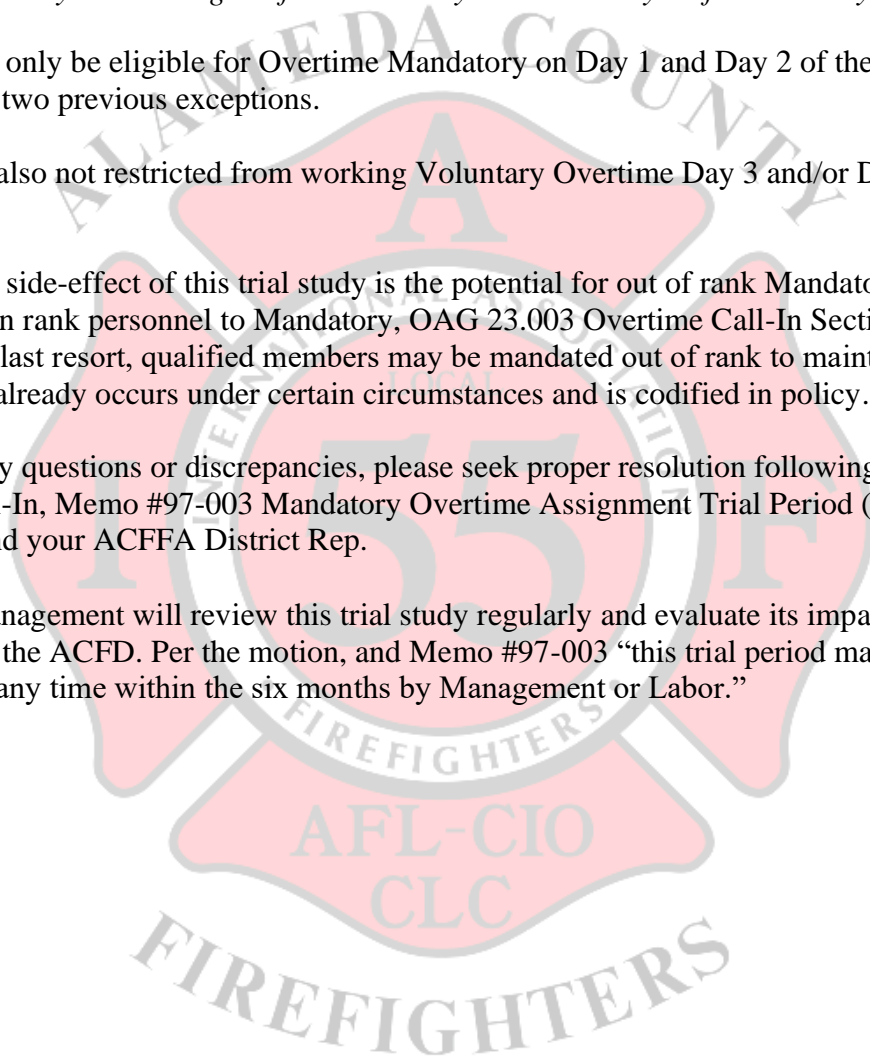 only be eligible for Overtime Mandatory on Day 1 and Day 2 of the
two previous exceptions.
also not restricted from working Voluntary Overtime Day 3 and/or D
side-effect of this trial study is the potential for out of rank Mandato
n rank personnel to Mandatory, OAG 23.003 Overtime Call-In Secti
last resort, qualified members may be mandated out of rank to maint
already occurs under certain circumstances and is codified in policy.
y questions or discrepancies, please seek proper resolution following
-In, Memo #97-003 Mandatory Overtime Assignment Trial Period (
nd your ACFFA District Rep.
anagement will review this trial study regularly and evaluate its impa
the ACFD. Per the motion, and Memo #97-003 “this trial period ma
any time within the six months by Management or Labor.”
ALAMEDA COUNTY
A
INTERNATIONAL ASSOCIATION
LOCAL
I 55 F
FIREFIGHTERS
AFL-CIO
CLC
FIREFIGHTERS